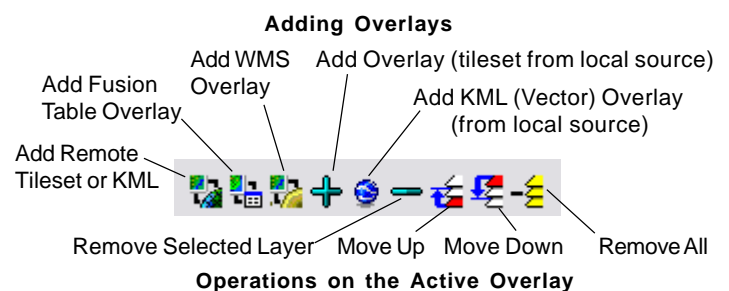 Adding Overlays
Add WMS
Overlay
Add Overlay (tileset from local source)
Add Fusion
Table Overlay
Add KML (Vector) Overlay
(from local source)
Add Remote
Tileset or KML
Remove Selected Layer
Move Up
Move Down
Remove All
Operations on the Active Overlay